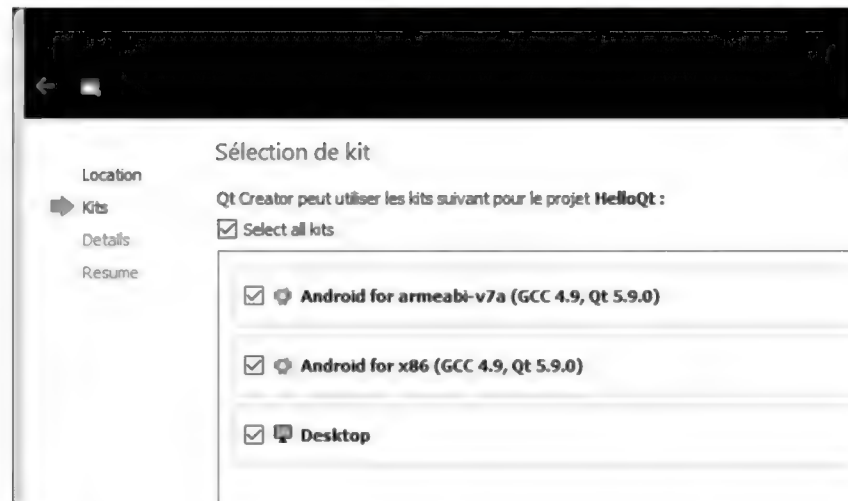 Sélection de kit
Location
Kits
Details
Resume
Qt Creator peut utiliser les kits suivant pour le projet HelloQt :
Select all kits
Android for armeabi-v7a (GCC 4.9, Qt 5.9.0)
Android for x86 (GCC 4.9, Qt 5.9.0)
Desktop